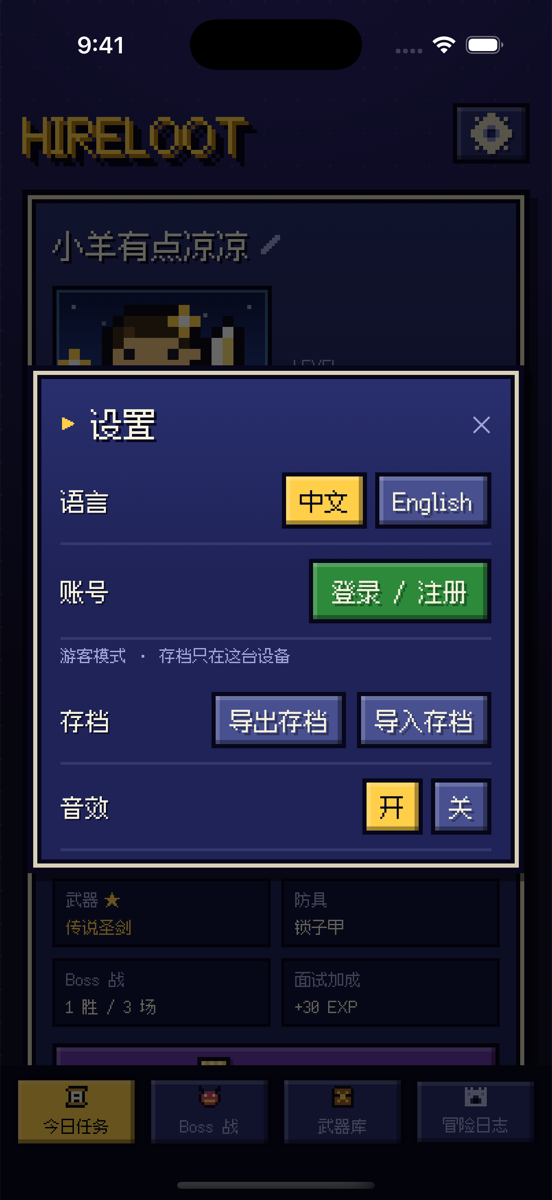 9:41
HIRELOOT
小羊有点凉凉
LEVEL
设置
语言 中文 English
账号 登录 / 注册
游客模式 · 存档只在这台设备
存档 导出存档 导入存档
音效 开 关
武器 ★ 防具
传说圣剑 锁子甲
Boss 战 面试加成
1 胜 / 3 场 +30 EXP
今日任务 Boss 战 武器库 冒险日志